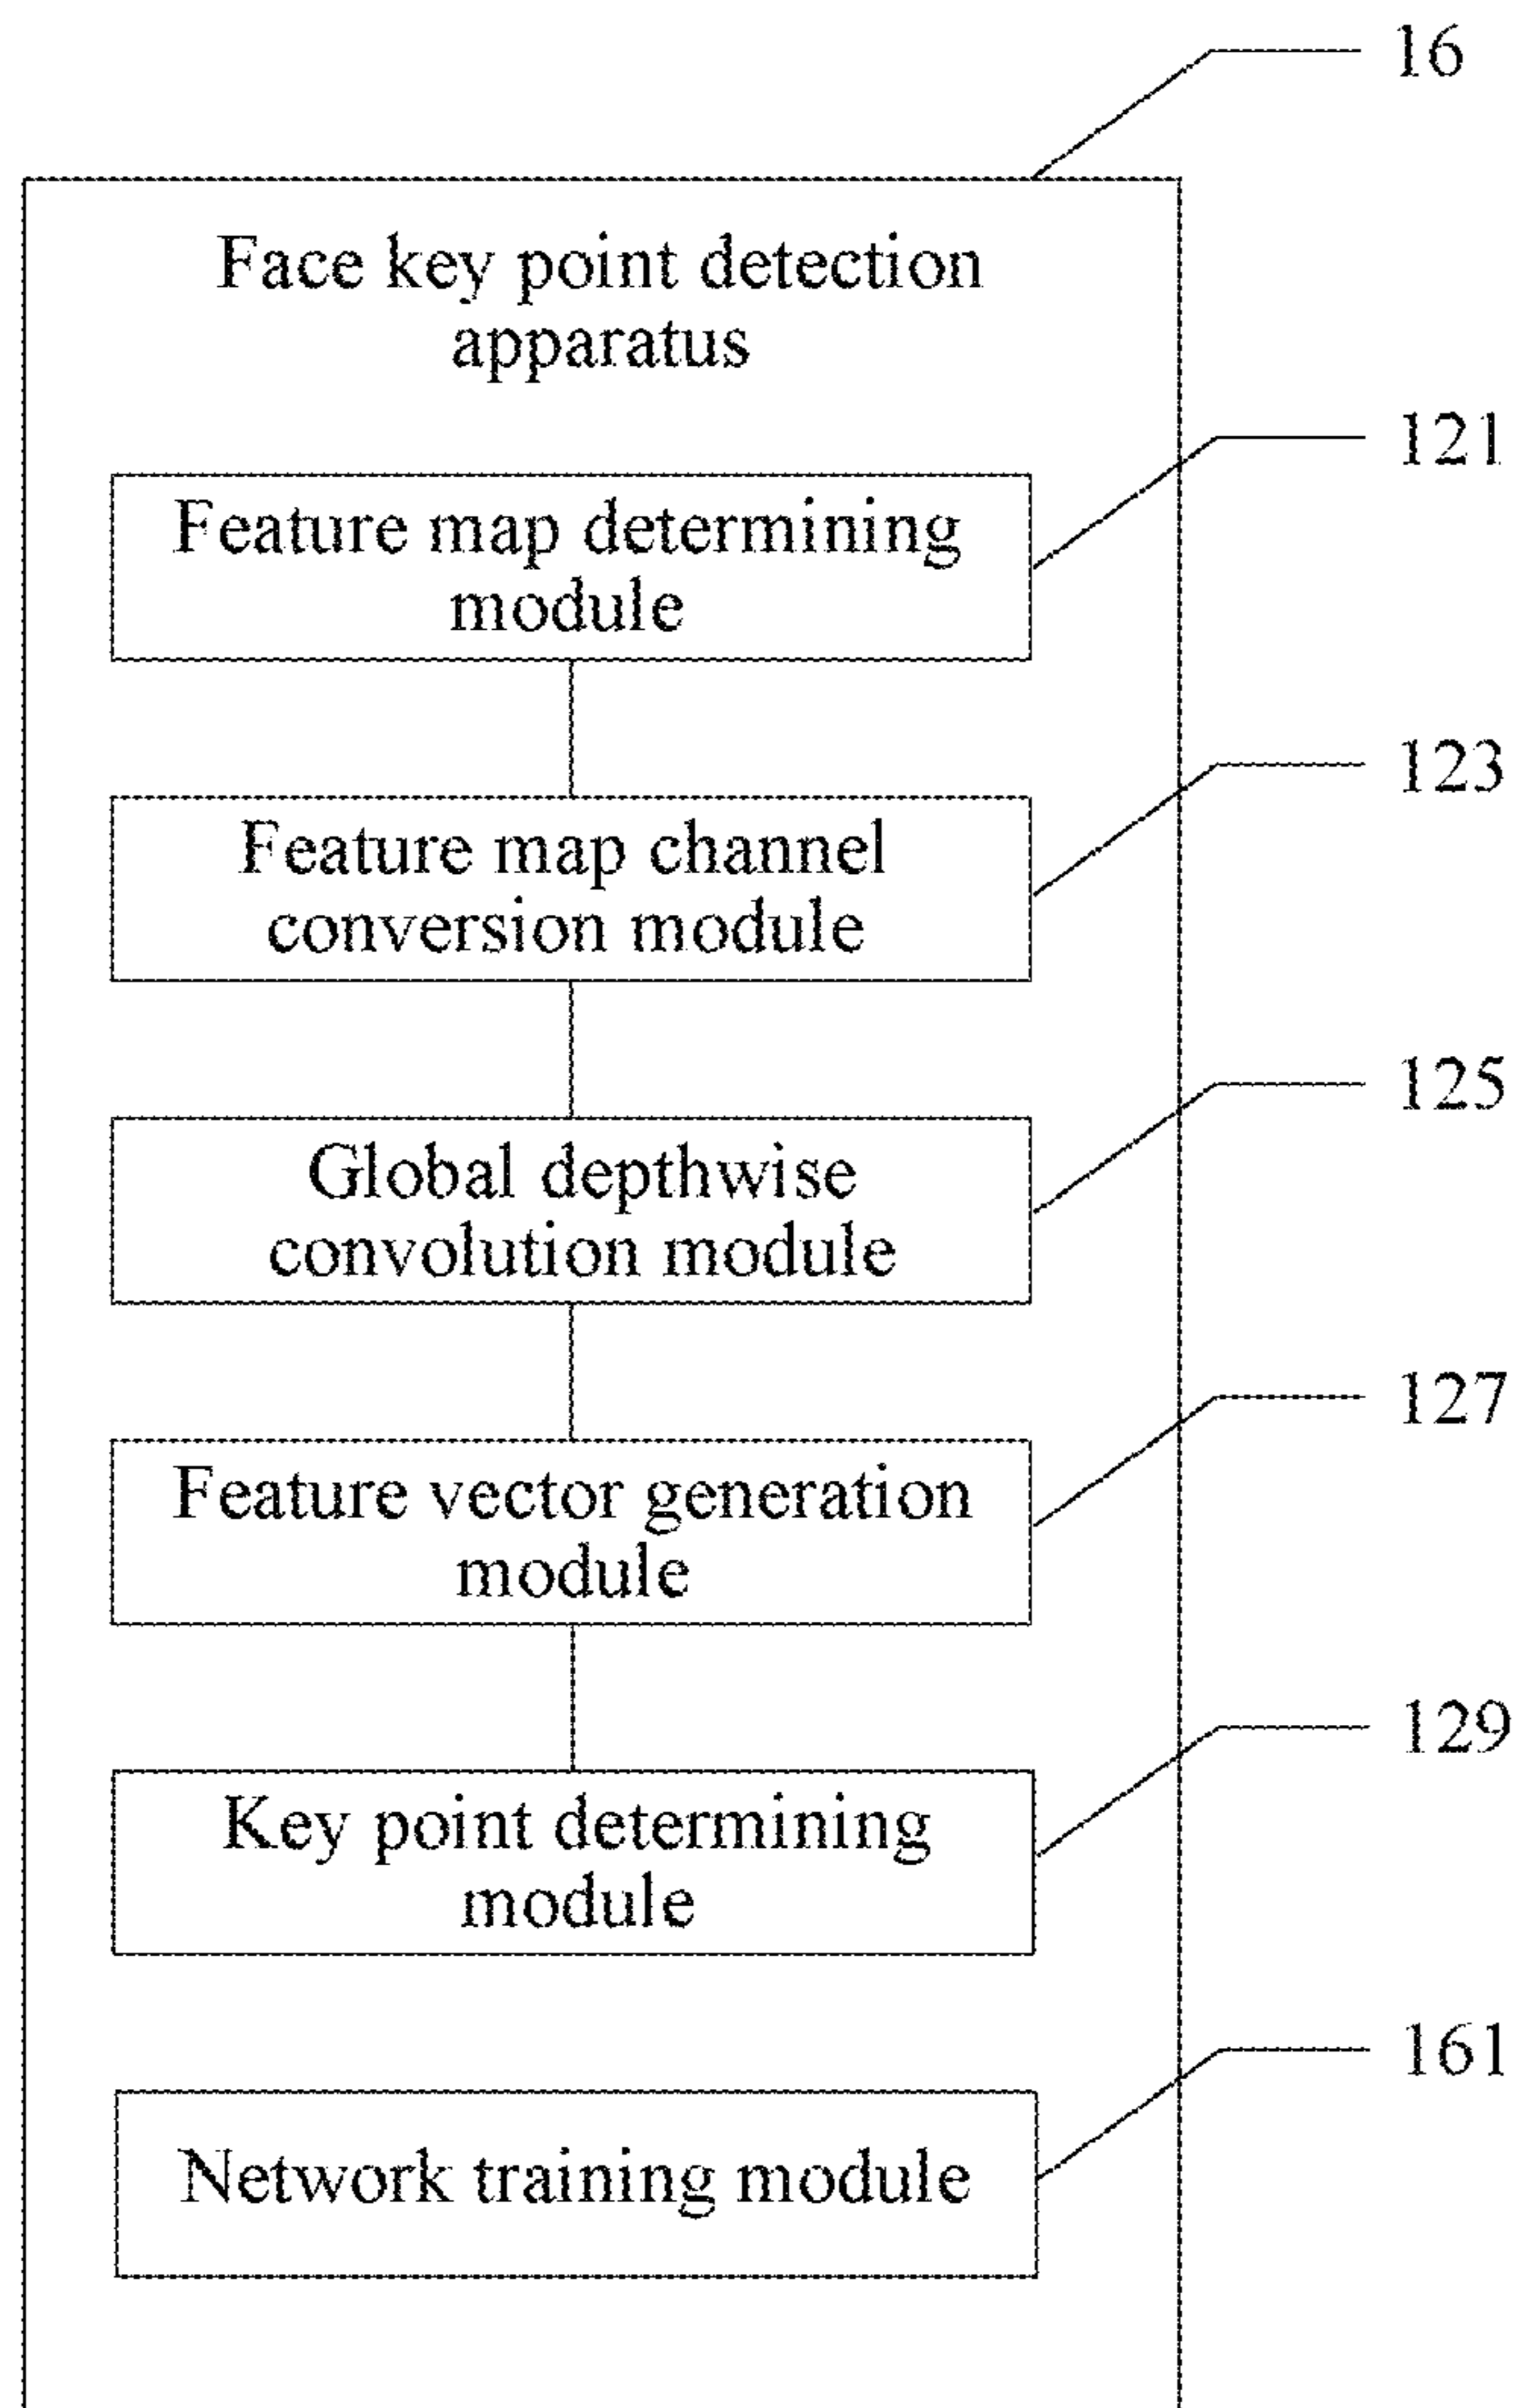 16
Face key point detection
apparatus
121
Feature map determining
module
123
Feature map channel
conversion module
125
Global depthwise
convolution module
127
Feature vector generation
module
129
Key point determining
module
161
Network training module